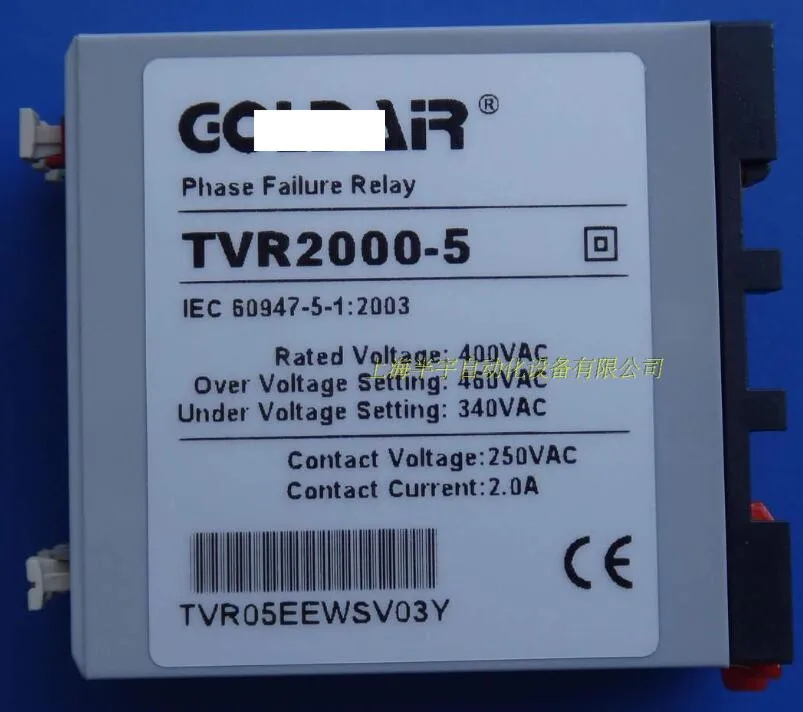 ®
Phase Failure Relay
TVR2000-5
IEC 60947-5-1:2003
Rated Voltage: 400VAC
Over Voltage Setting: 460VAC
Under Voltage Setting: 340VAC
上海半宇自动化设备有限公司
Contact Voltage:250VAC
Contact Current:2.0A
CE
TVR05EEWSV03Y